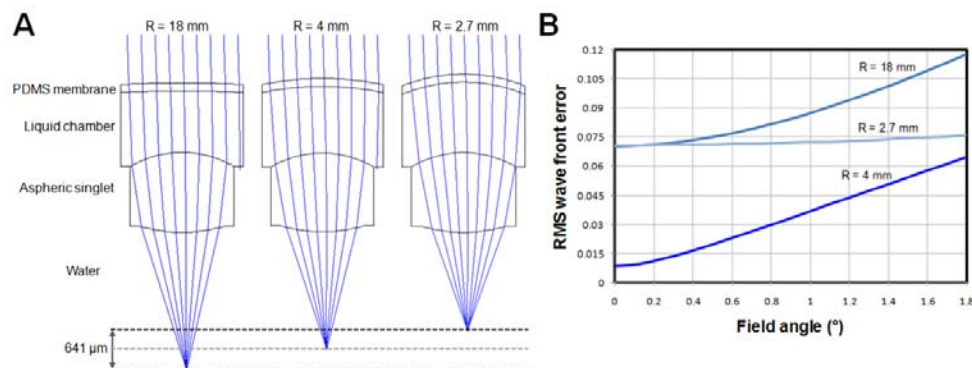 A
R = 18 mm
R = 4 mm
R = 2.7 mm
PDMS membrane
Liquid chamber
Aspheric singlet
Water
641 µm
B
RMS wave front error
0.12
0.105
0.09
0.075
0.06
0.045
0.03
0.015
0
R = 18 mm
R = 2.7 mm
R = 4 mm
0 0.2 0.4 0.6 0.8 1 1.2 1.4 1.6 1.8
Field angle (°)